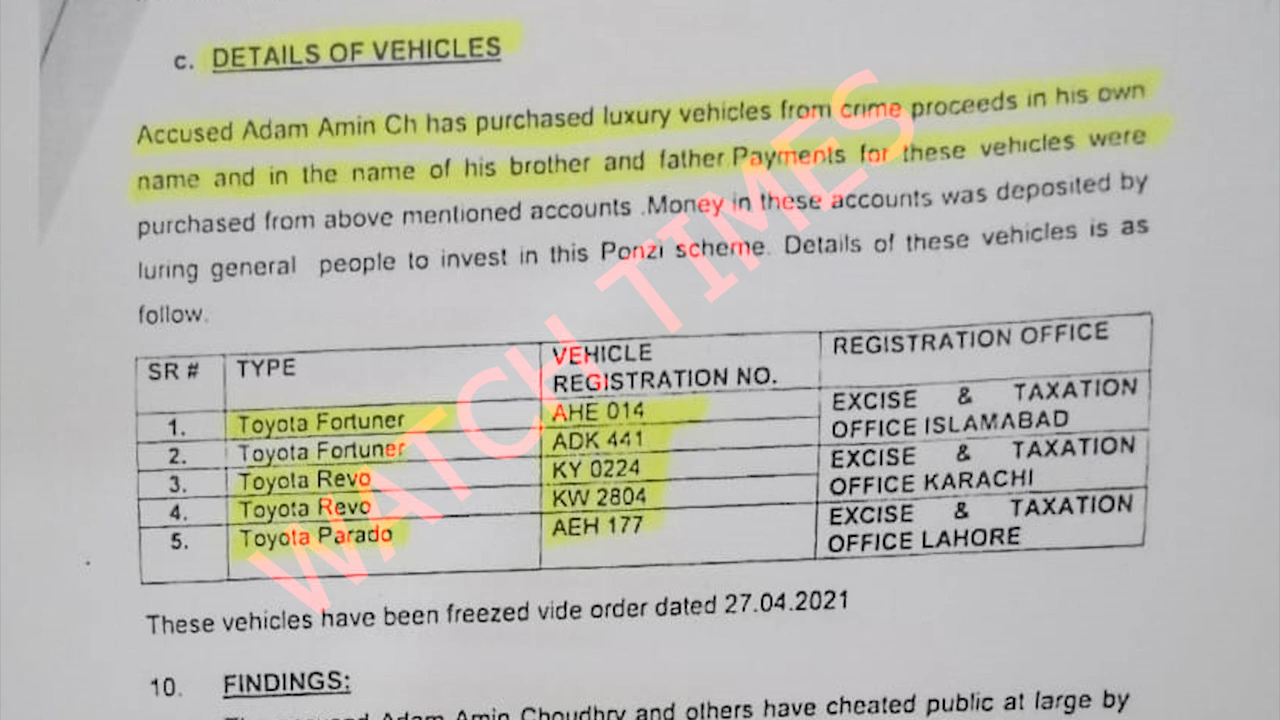 c. DETAILS OF VEHICLES
Accused Adam Amin Ch has purchased luxury vehicles from crime proceeds in his own
name and in the name of his brother and father.Payments for these vehicles were
purchased from above mentioned accounts .Money in these accounts was deposited by
luring general people to invest in this Ponzi scheme. Details of these vehicles is as
follow.
SR # TYPE VEHICLE REGISTRATION NO. REGISTRATION OFFICE
1. Toyota Fortuner AHE 014 EXCISE & TAXATION
2. Toyota Fortuner ADK 441 OFFICE ISLAMABAD
3. Toyota Revo KY 0224 EXCISE & TAXATION
4. Toyota Revo KW 2804 OFFICE KARACHI
5. Toyota Parado AEH 177 EXCISE & TAXATION
OFFICE LAHORE
These vehicles have been freezed vide order dated 27.04.2021
10. FINDINGS:
Adam Amin Choudhry and others have cheated public at large by
WATCH TIMES